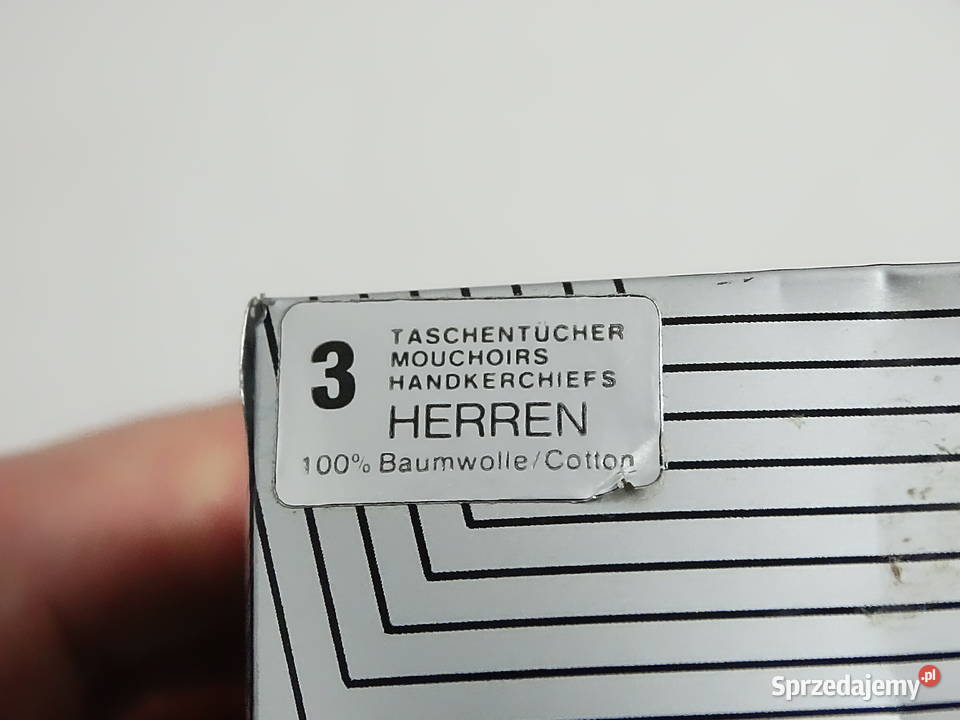 3
TASCHENTÜCHER
MOUCHOIRS
HANDKERCHIEFS
HERREN
100% Baumwolle/Cotton
Sprzedajemy.pl